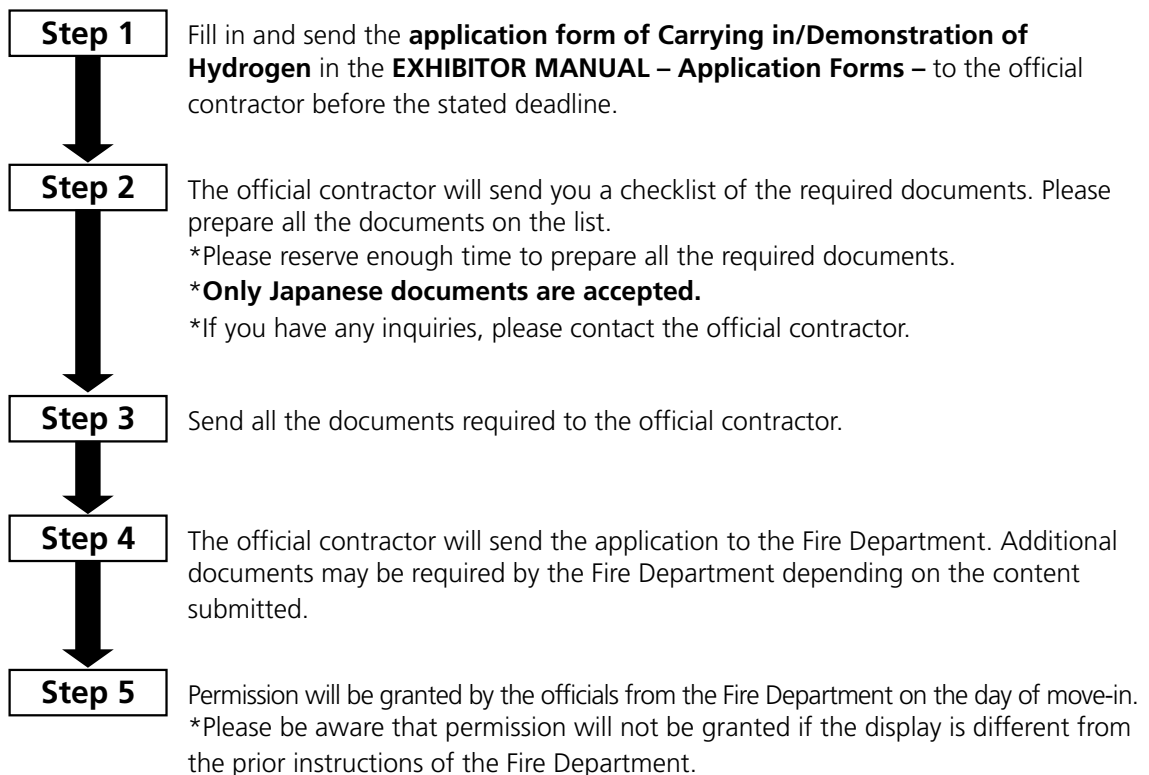 Step 1
Fill in and send the application form of Carrying in/Demonstration of
Hydrogen in the EXHIBITOR MANUAL – Application Forms – to the official
contractor before the stated deadline.
Step 2
The official contractor will send you a checklist of the required documents. Please
prepare all the documents on the list.
*Please reserve enough time to prepare all the required documents.
*Only Japanese documents are accepted.
*If you have any inquiries, please contact the official contractor.
Step 3
Send all the documents required to the official contractor.
Step 4
The official contractor will send the application to the Fire Department. Additional
documents may be required by the Fire Department depending on the content
submitted.
Step 5
Permission will be granted by the officials from the Fire Department on the day of move-in.
*Please be aware that permission will not be granted if the display is different from
the prior instructions of the Fire Department.